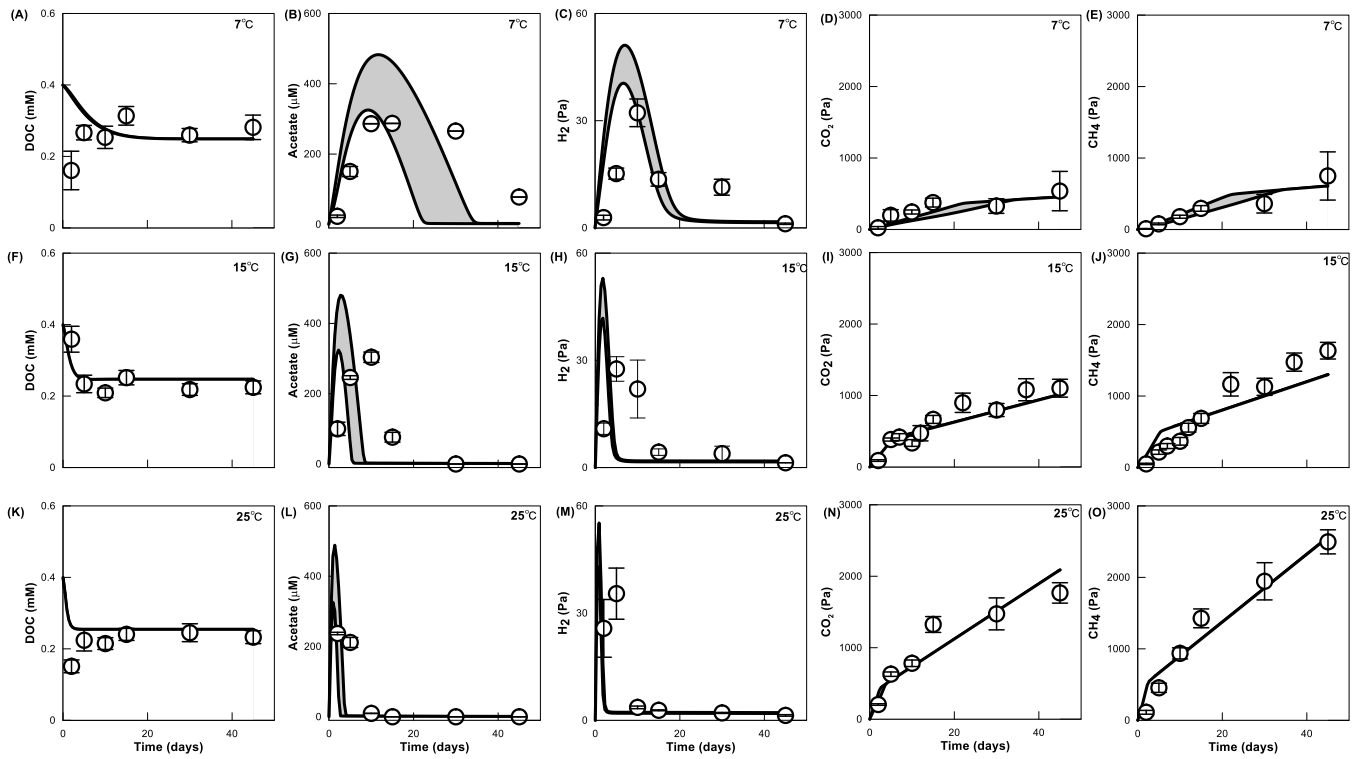 (A) 0.6 7°C (B) 600 7°C (C) 60 7°C (D) 3000 7°C (E) 3000 7°C
DOC (mM) 0.4 0.2 0
Acetate (μM) 400 200 0
H2 (Pa) 30 0
CO2 (Pa) 2000 1000 0
CH4 (Pa) 2000 1000 0
(F) 0.6 15°C (G) 600 15°C (H) 60 15°C (I) 3000 15°C (J) 3000 15°C
DOC (mM) 0.4 0.2 0
Acetate (μM) 400 200 0
H2 (Pa) 30 0
CO2 (Pa) 2000 1000 0
CH4 (Pa) 2000 1000 0
(K) 0.6 25°C (L) 600 25°C (M) 60 25°C (N) 3000 25°C (O) 3000 25°C
DOC (mM) 0.4 0.2 0
Acetate (μM) 400 200 0
H2 (Pa) 30 0
CO2 (Pa) 2000 1000 0
CH4 (Pa) 2000 1000 0
0 20 40 0 20 40 0 20 40 0 20 40 0 20 40
Time (days) Time (days) Time (days) Time (days) Time (days)